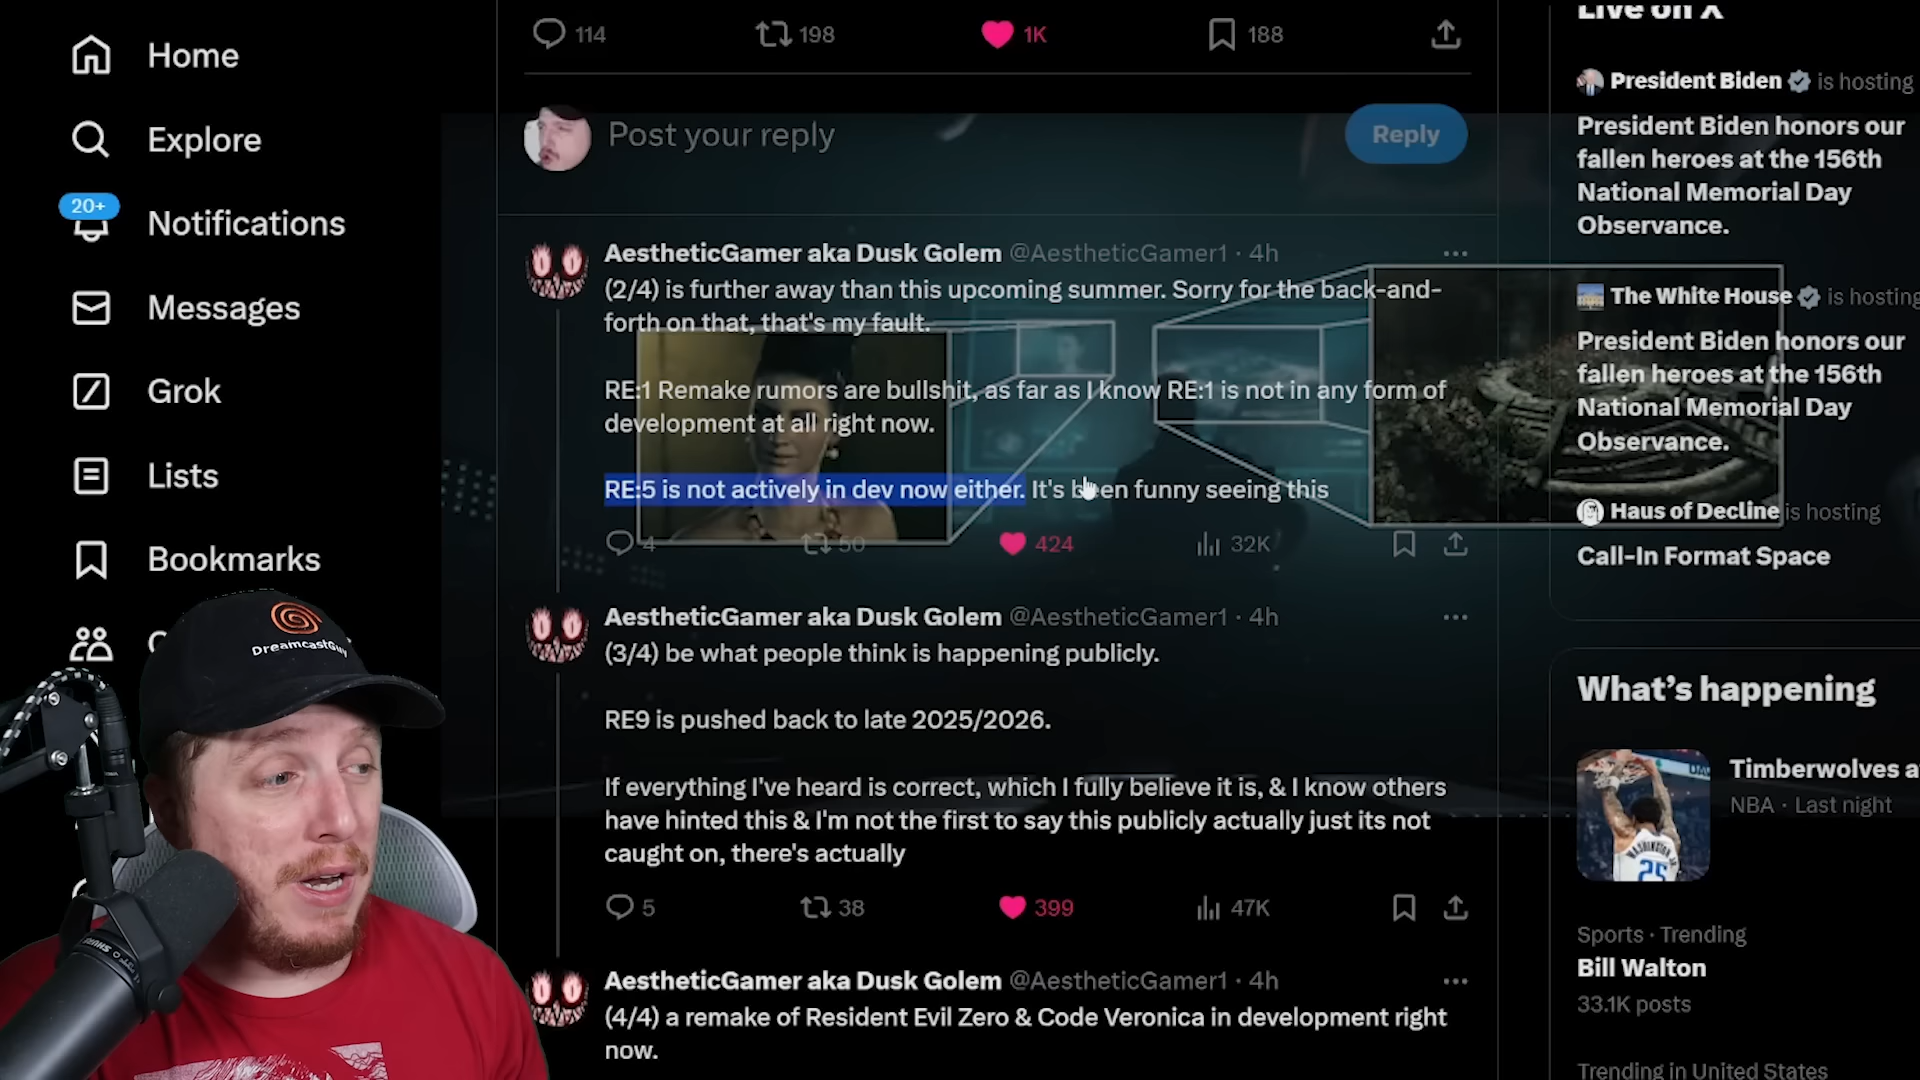 Home
Explore
20+
Notifications
Messages
Grok
Lists
Bookmarks
DreamcastGuy
SHURE
114 198 1K 188
Post your reply
Reply
AestheticGamer aka Dusk Golem @AestheticGamer1 · 4h
(2/4) is further away than this upcoming summer. Sorry for the back-and-
forth on that, that's my fault.
RE:1 Remake rumors are bullshit, as far as I know RE:1 is not in any form of
development at all right now.
RE:5 is not actively in dev now either. It's been funny seeing this
4 50 424 32K
AestheticGamer aka Dusk Golem @AestheticGamer1 · 4h
(3/4) be what people think is happening publicly.
RE9 is pushed back to late 2025/2026.
If everything I've heard is correct, which I fully believe it is, & I know others
have hinted this & I'm not the first to say this publicly actually just its not
caught on, there's actually
5 38 399 47K
AestheticGamer aka Dusk Golem @AestheticGamer1 · 4h
(4/4) a remake of Resident Evil Zero & Code Veronica in development right
now.
Live on X
President Biden is hosting
President Biden honors our
fallen heroes at the 156th
National Memorial Day
Observance.
The White House is hosting
President Biden honors our
fallen heroes at the 156th
National Memorial Day
Observance.
Haus of Decline is hosting
Call-In Format Space
What's happening
Timberwolves a
NBA · Last night
WASHINGTON JR
25
Sports · Trending
Bill Walton
33.1K posts
Trending in United States